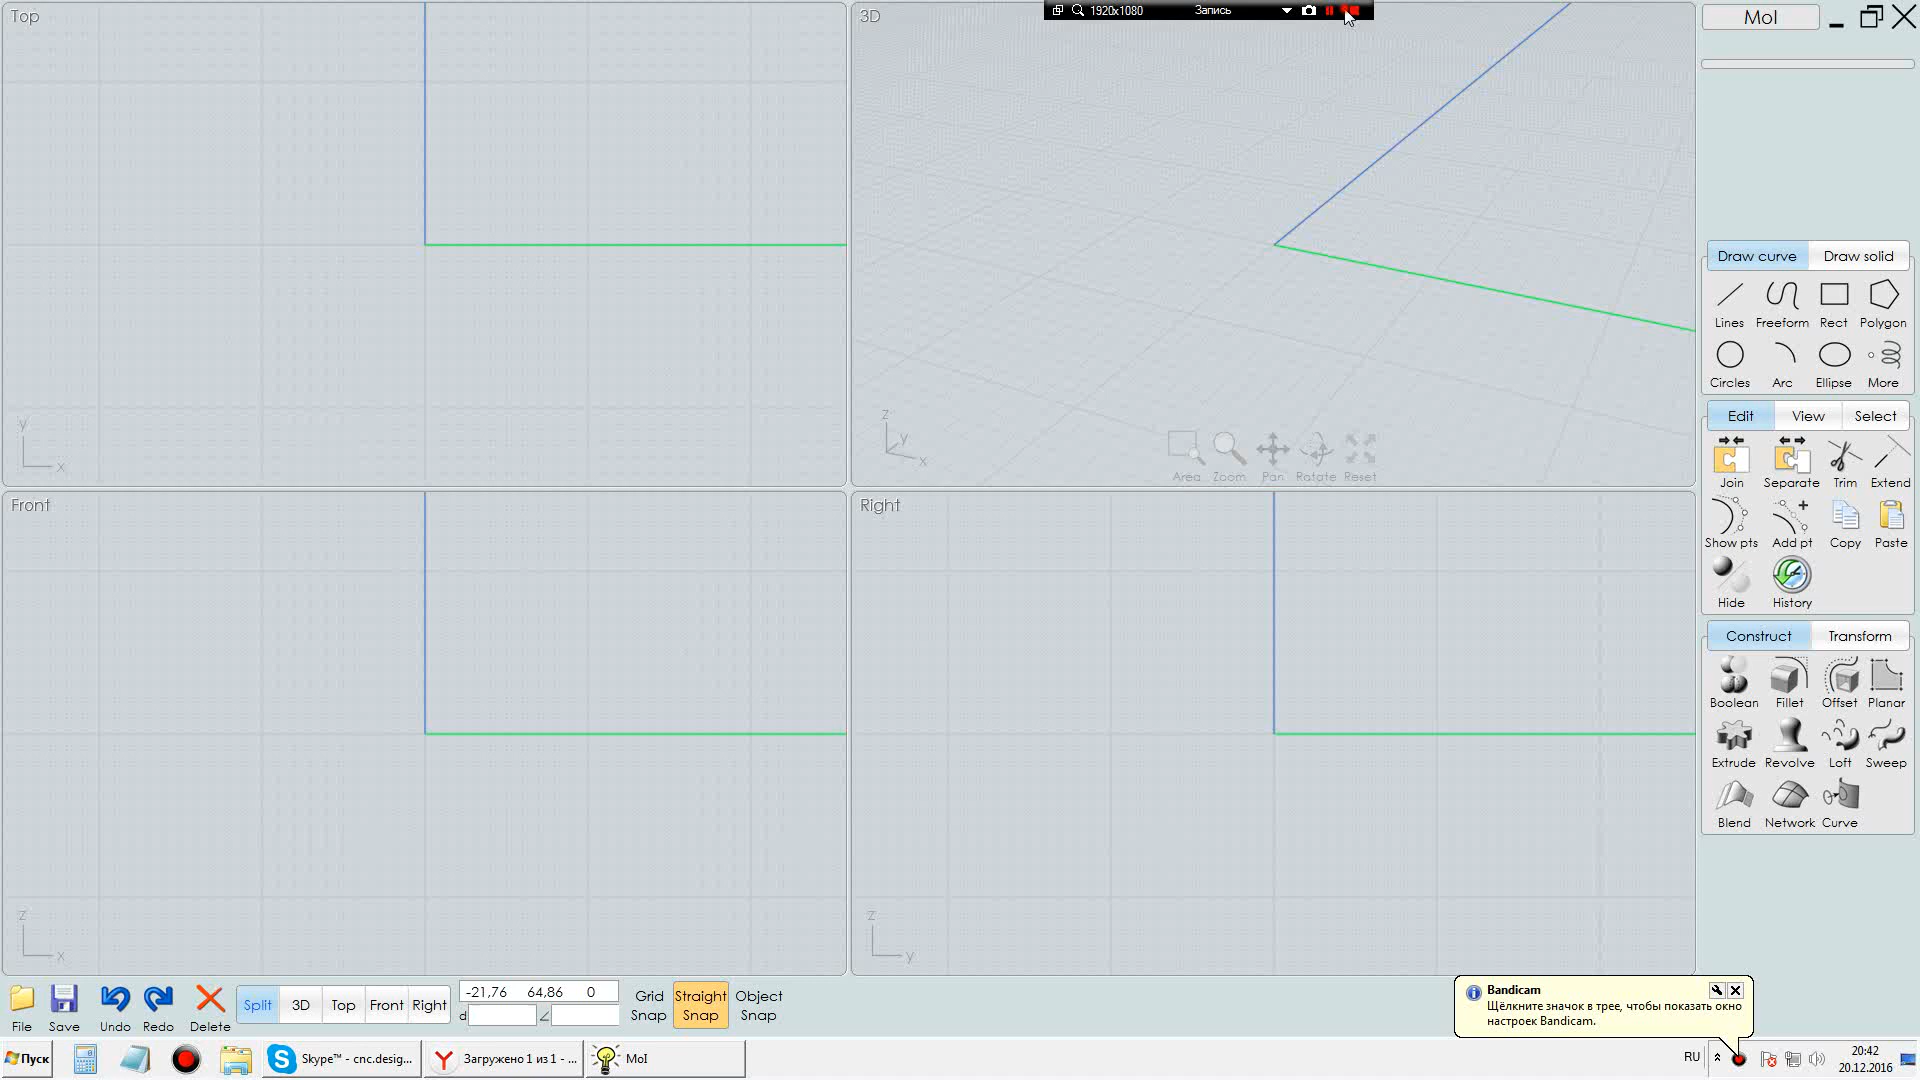 Top
3D
1920x1080
Запись
MoI
Draw curve
Draw solid
Lines
Freeform
Rect
Polygon
Circles
Arc
Ellipse
More
Edit
View
Select
Join
Separate
Trim
Extend
Show pts
Add pt
Copy
Paste
Hide
History
Construct
Transform
Boolean
Fillet
Offset
Planar
Extrude
Revolve
Loft
Sweep
Blend
Network
Curve
y
x
z
y
x
Area
Zoom
Pan
Rotate
Reset
Front
Right
z
x
z
y
File
Save
Undo
Redo
Delete
Split
3D
Top
Front
Right
-21,76
64,86
0
d
Grid
Snap
Straight
Snap
Object
Snap
Bandicam
Щёлкните значок в трее, чтобы показать окно
настроек Bandicam.
Пуск
Skype™ - cnc.desig...
Загружено 1 из 1 - ...
MoI
RU
20:42
20.12.2016